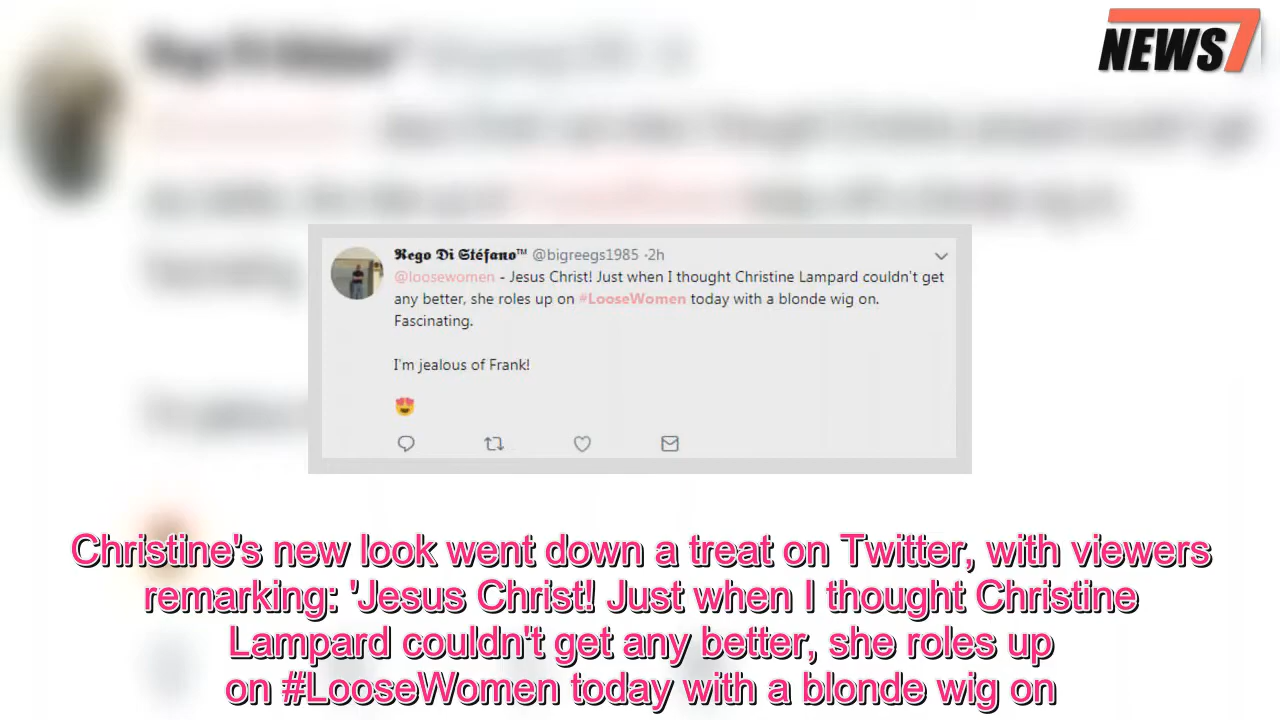 NEWS7
Rego Di Stéfano™ @bigreegs1985 ·2h
@loosewomen - Jesus Christ! Just when I thought Christine Lampard couldn't get
any better, she roles up on #LooseWomen today with a blonde wig on.
Fascinating.
I'm jealous of Frank!
😍
Christine's new look went down a treat on Twitter, with viewers
remarking: 'Jesus Christ! Just when I thought Christine
Lampard couldn't get any better, she roles up
on #LooseWomen today with a blonde wig on